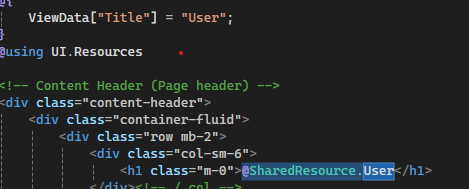 @{
ViewData["Title"] = "User";
}
@using UI.Resources
<!-- Content Header (Page header) -->
<div class="content-header">
<div class="container-fluid">
<div class="row mb-2">
<div class="col-sm-6">
<h1 class="m-0">@SharedResource.User</h1>
</div><!-- /.col -->